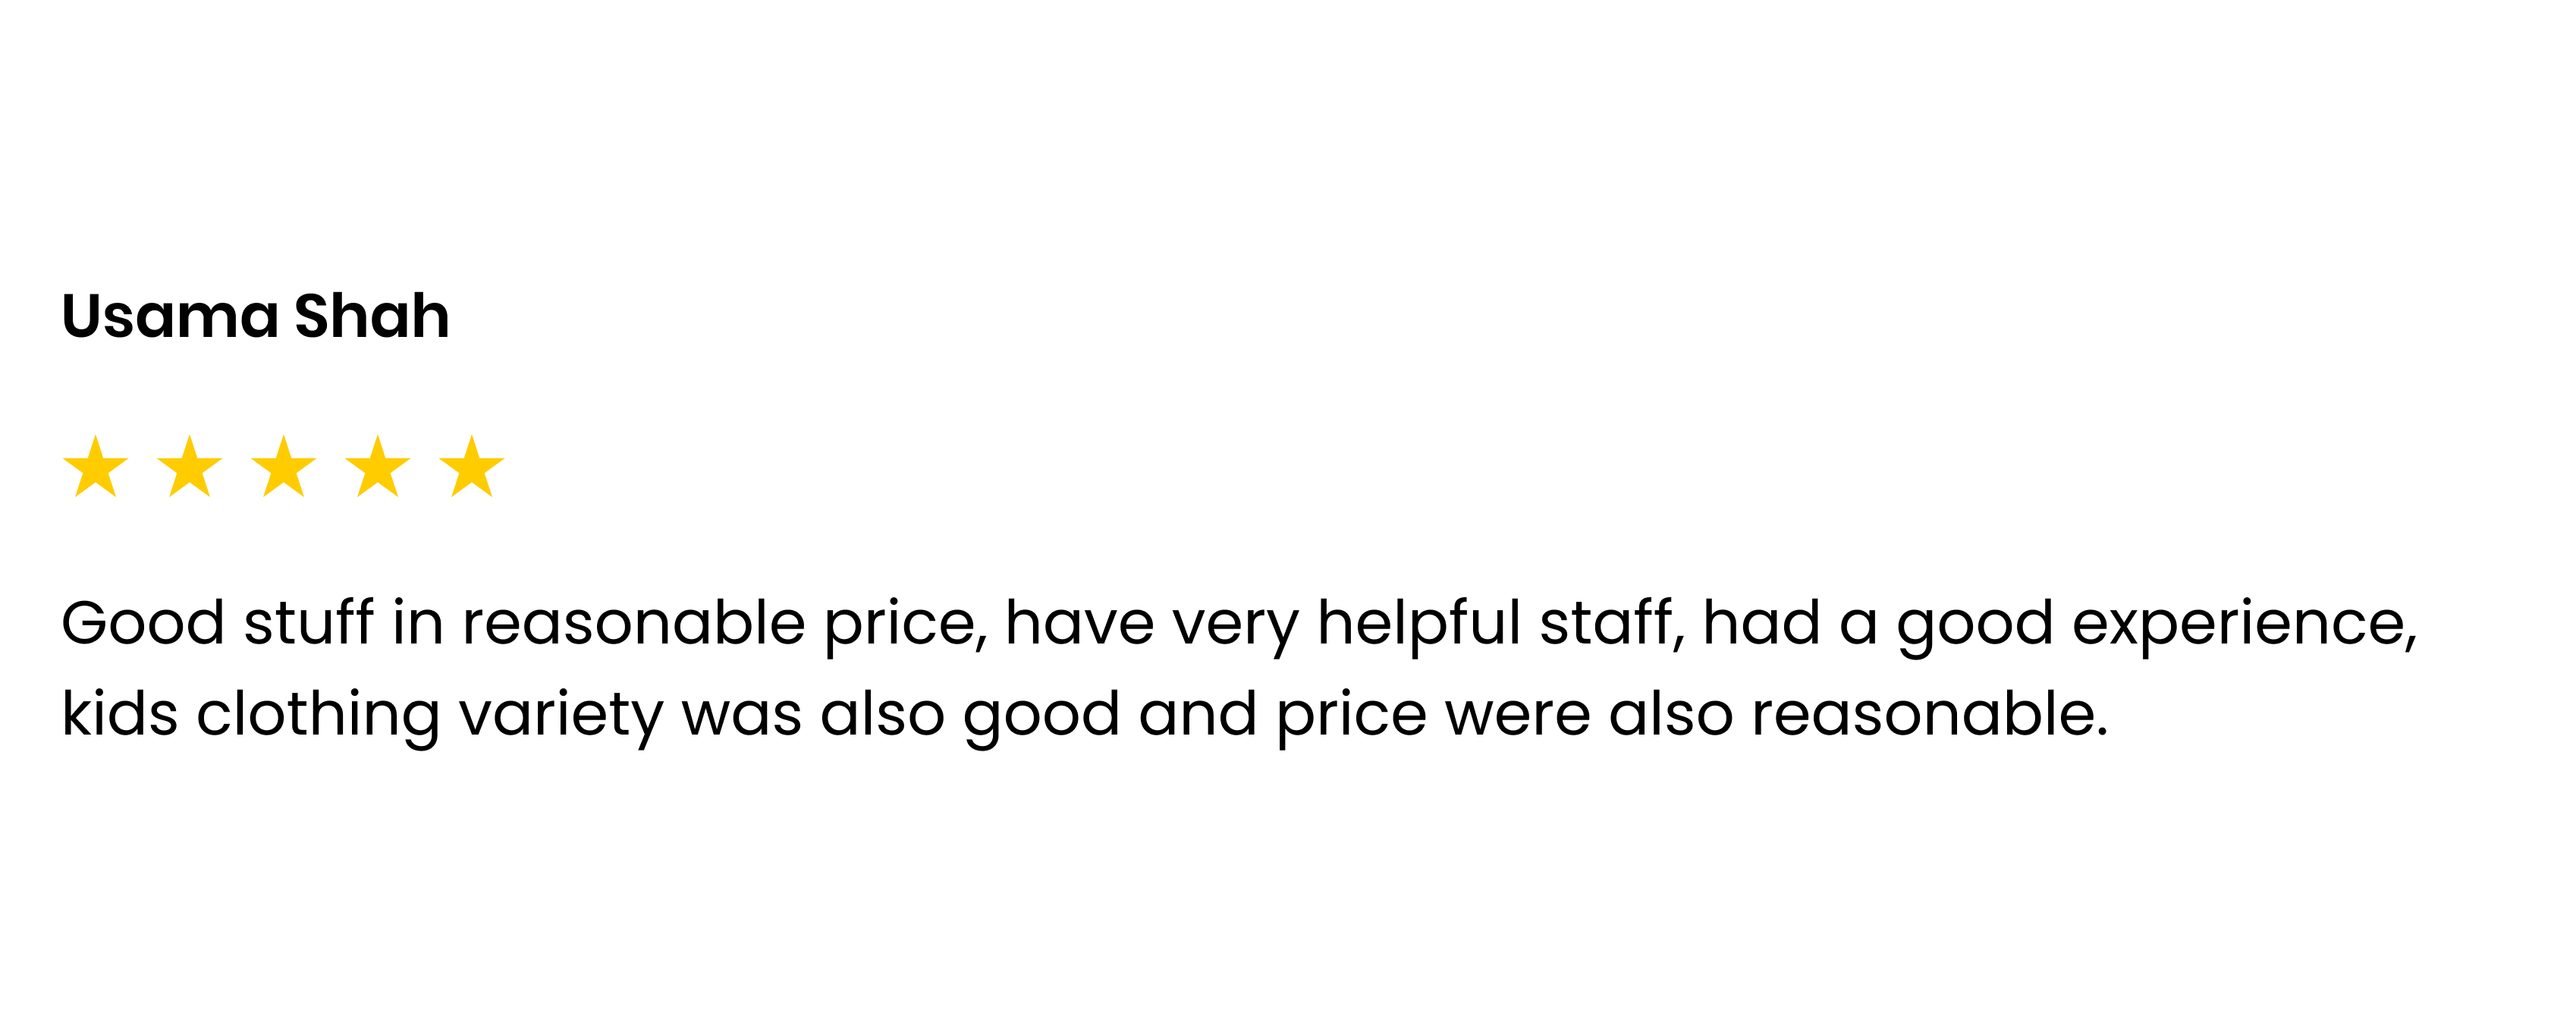 Usama Shah
★ ★ ★ ★ ★
Good stuff in reasonable price, have very helpful staff, had a good experience,
kids clothing variety was also good and price were also reasonable.